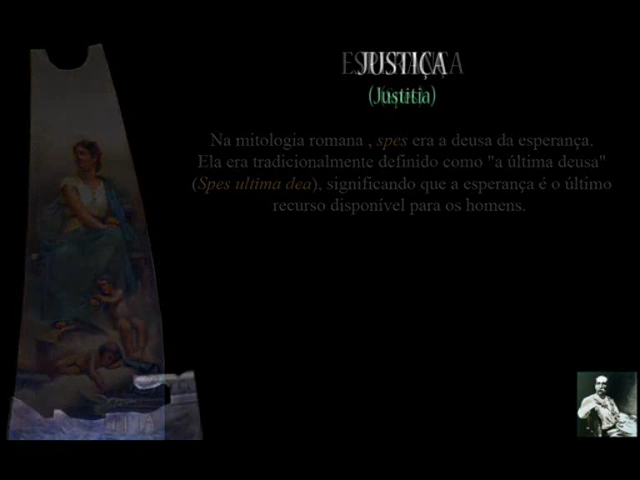 ESPERANÇA
JUSTIÇA
(Justitia)
Na mitologia romana , spes era a deusa da esperança.
Ela era tradicionalmente definido como "a última deusa"
(Spes ultima dea), significando que a esperança é o último
recurso disponível para os homens.